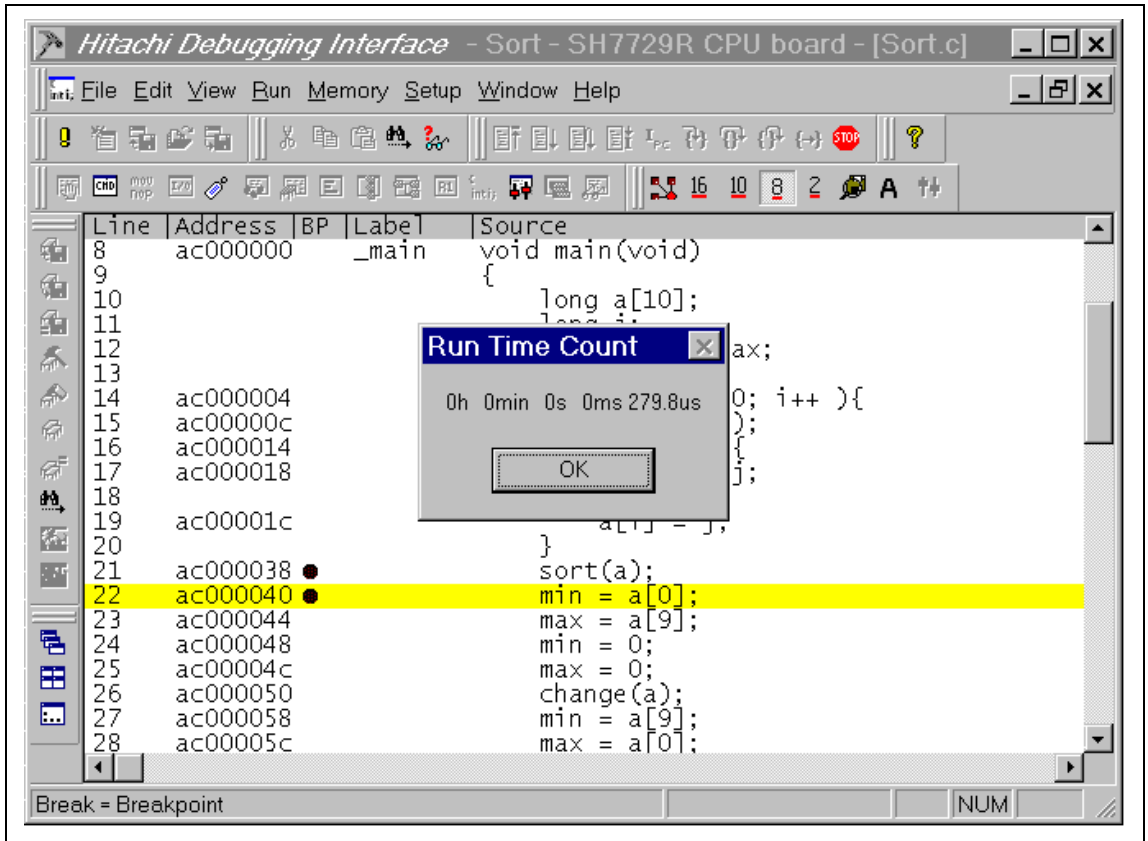 Hitachi Debugging Interface - Sort - SH7729R CPU board - [Sort.c]
File Edit View Run Memory Setup Window Help
STOP
CMD 16 10 8 2 A
Line Address BP Label Source
8 ac000000 _main void main(void)
9 {
10 long a[10];
11
12 ax;
13
14 ac000004 0; i++ ){
15 ac00000c );
16 ac000014 {
17 ac000018 j;
18
19 ac00001c a[i] = j;
20 }
21 ac000038 sort(a);
22 ac000040 min = a[0];
23 ac000044 max = a[9];
24 ac000048 min = 0;
25 ac00004c max = 0;
26 ac000050 change(a);
27 ac000058 min = a[9];
28 ac00005c max = a[0];
Run Time Count
0h 0min 0s 0ms 279.8us
OK
Break = Breakpoint NUM